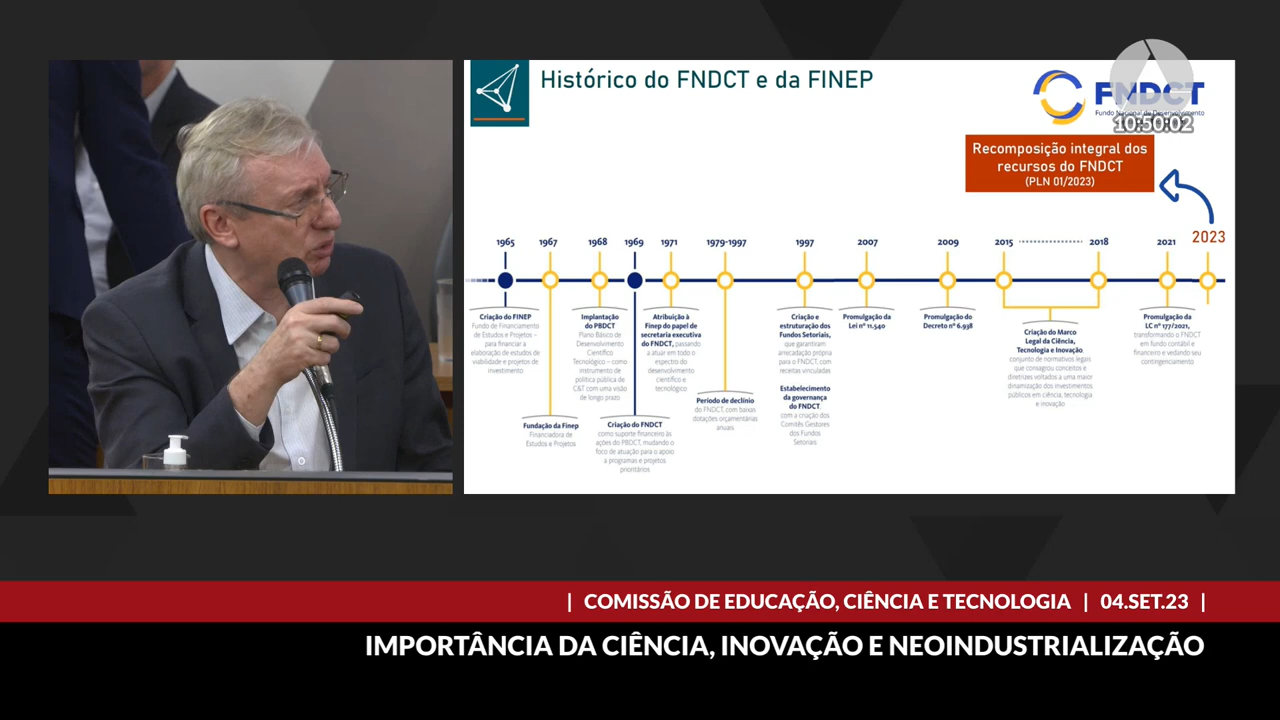 Histórico do FNDCT e da FINEP
FNDCT
Fundo Nacional de Desenvolvimento
10:50:02
Recomposição integral dos
recursos do FNDCT
(PLN 01/2023)
1965
1967
1968
1969
1971
1979-1997
1997
2007
2009
2015
2018
2021
2023
Criação do FINEP
Fundo de Financiamento
de Estudos e Projetos –
para financiar a
elaboração de estudos de
viabilidade e projetos de
investimento
Fundação da Finep
Financiadora de
Estudos e Projetos
Implantação
do PBDCT
Plano Básico de
Desenvolvimento
Científico
Tecnológico – como
instrumento de
política pública de
C&T com uma visão
de longo prazo
Criação do FNDCT
como suporte financeiro às
ações do PBDCT, mudando o
foco de atuação para o apoio
a programas e projetos
prioritários
Atribuição à
Finep do papel de
secretaria executiva
do FNDCT, passando
a atuar em todo o
espectro do
desenvolvimento
científico e
tecnológico
Período de declínio
do FNDCT, com baixas
dotações orçamentárias
anuais
Criação e
estruturação dos
Fundos Setoriais,
que garantiram
arrecadação própria
para o FNDCT, com
receitas vinculadas
Estabelecimento
da governança
do FNDCT
com a criação dos
Comitês Gestores
dos Fundos
Setoriais
Promulgação da
Lei nº 11.540
Promulgação do
Decreto nº 6.938
Criação do Marco
Legal da Ciência,
Tecnologia e Inovação
conjunto de normativos legais
que consagrou conceitos e
diretrizes voltados a uma maior
dinamização dos investimentos
públicos em ciência, tecnologia
e inovação
Promulgação da
LC nº 177/2021,
transformando o FNDCT
em fundo contábil e
financeiro e vedando seu
contingenciamento
| COMISSÃO DE EDUCAÇÃO, CIÊNCIA E TECNOLOGIA | 04.SET.23 |
IMPORTÂNCIA DA CIÊNCIA, INOVAÇÃO E NEOINDUSTRIALIZAÇÃO